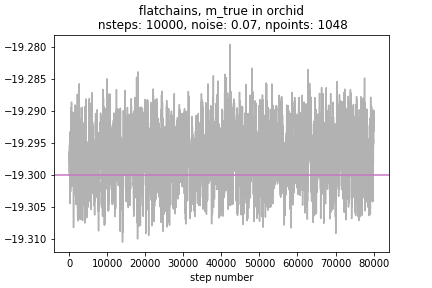 flatchains, m_true in orchid
nsteps: 10000, noise: 0.07, npoints: 1048
−19.280
−19.285
−19.290
−19.295
−19.300
−19.305
−19.310
0 10000 20000 30000 40000 50000 60000 70000 80000
step number